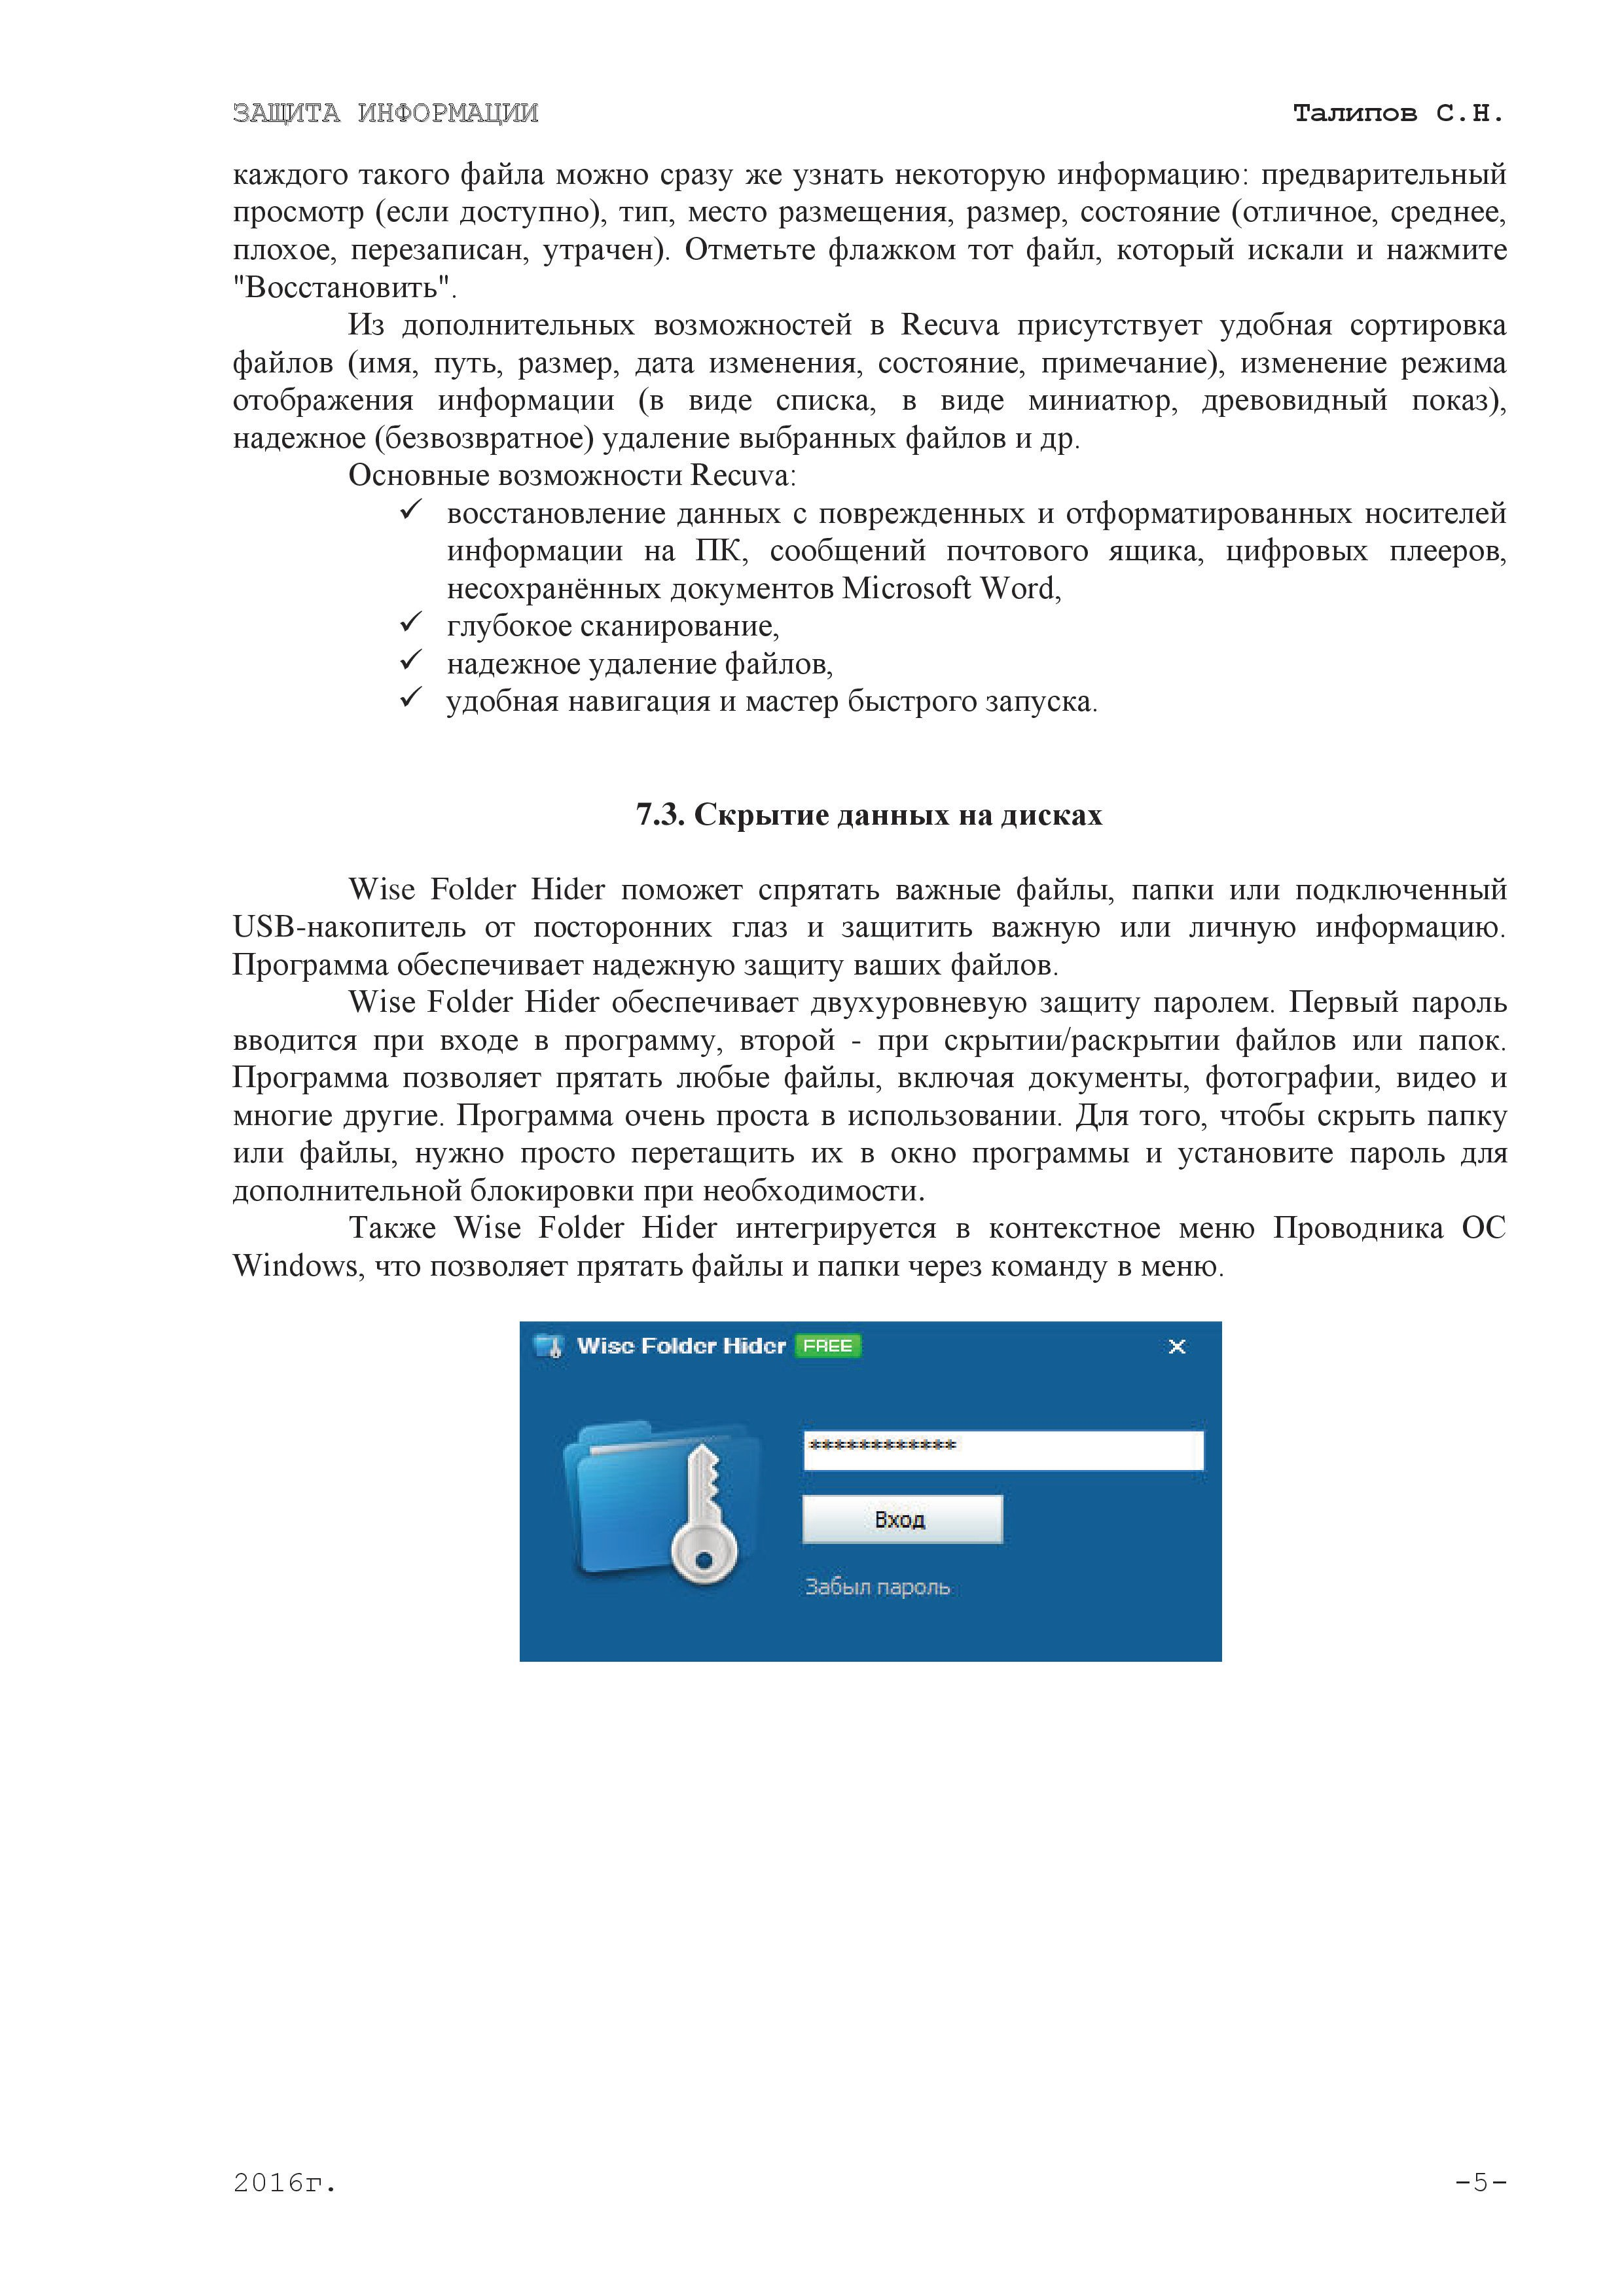 ЗАЩИТА ИНФОРМАЦИИ Талипов С.Н.
каждого такого файла можно сразу же узнать некоторую информацию: предварительный
просмотр (если доступно), тип, место размещения, размер, состояние (отличное, среднее,
плохое, перезаписан, утрачен). Отметьте флажком тот файл, который искали и нажмите
"Восстановить".
Из дополнительных возможностей в Recuva присутствует удобная сортировка
файлов (имя, путь, размер, дата изменения, состояние, примечание), изменение режима
отображения информации (в виде списка, в виде миниатюр, древовидный показ),
надежное (безвозвратное) удаление выбранных файлов и др.
Основные возможности Recuva:
✓ восстановление данных с поврежденных и отформатированных носителей
информации на ПК, сообщений почтового ящика, цифровых плееров,
несохранённых документов Microsoft Word,
✓ глубокое сканирование,
✓ надежное удаление файлов,
✓ удобная навигация и мастер быстрого запуска.
7.3. Скрытие данных на дисках
Wise Folder Hider поможет спрятать важные файлы, папки или подключенный
USB-накопитель от посторонних глаз и защитить важную или личную информацию.
Программа обеспечивает надежную защиту ваших файлов.
Wise Folder Hider обеспечивает двухуровневую защиту паролем. Первый пароль
вводится при входе в программу, второй - при скрытии/раскрытии файлов или папок.
Программа позволяет прятать любые файлы, включая документы, фотографии, видео и
многие другие. Программа очень проста в использовании. Для того, чтобы скрыть папку
или файлы, нужно просто перетащить их в окно программы и установите пароль для
дополнительной блокировки при необходимости.
Также Wise Folder Hider интегрируется в контекстное меню Проводника ОС
Windows, что позволяет прятать файлы и папки через команду в меню.
Wise Folder Hider FREE
************
Вход
Забыл пароль
2016г. -5-